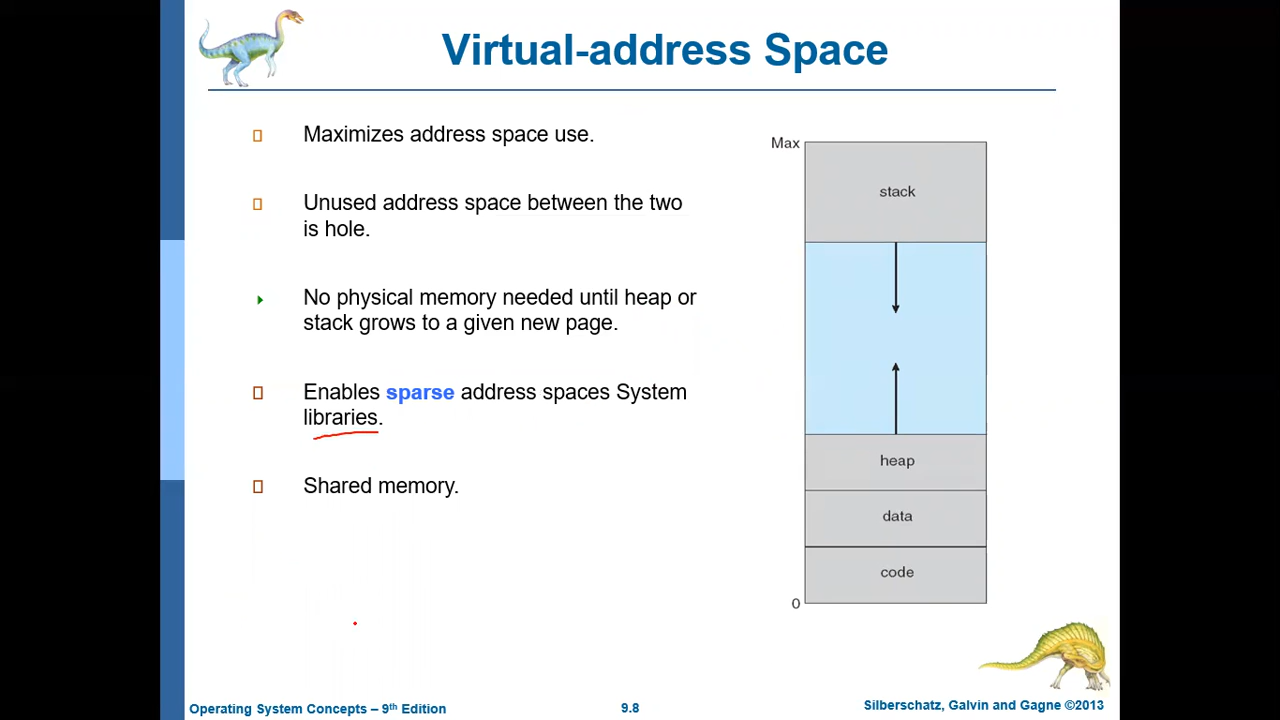 Virtual-address Space
Maximizes address space use.
Unused address space between the two
is hole.
No physical memory needed until heap or
stack grows to a given new page.
Enables sparse address spaces System
libraries.
Shared memory.
Max
stack
heap
data
code
0
Operating System Concepts – 9th Edition
9.8
Silberschatz, Galvin and Gagne ©2013